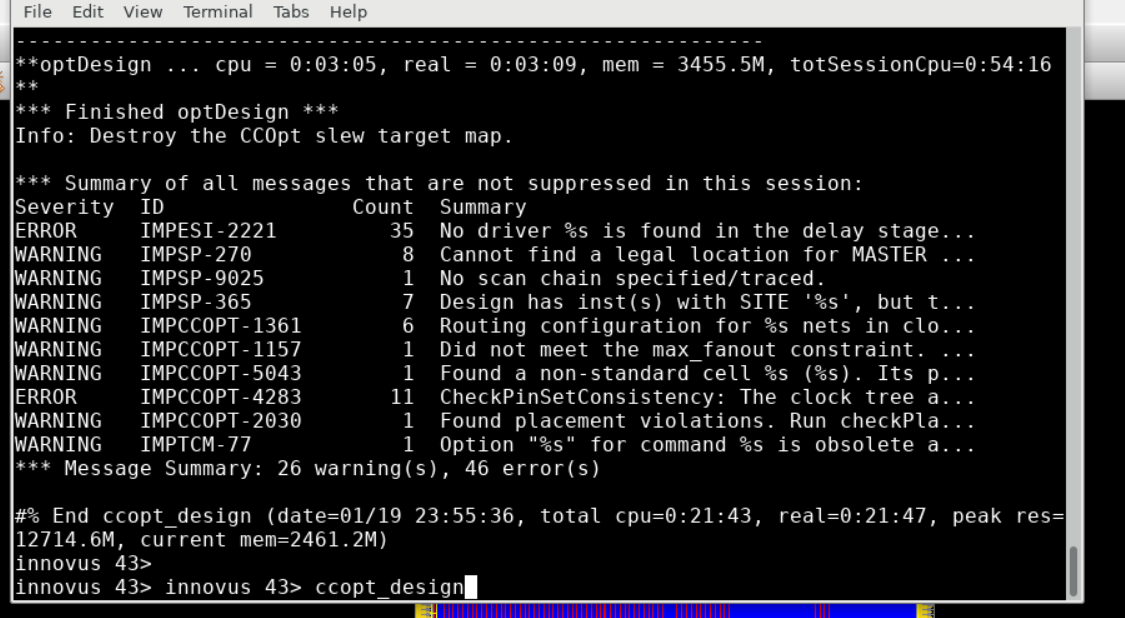 File Edit View Terminal Tabs Help
------------------------------------------------------------
**optDesign ... cpu = 0:03:05, real = 0:03:09, mem = 3455.5M, totSessionCpu=0:54:16
**
*** Finished optDesign ***
Info: Destroy the CCOpt slew target map.
*** Summary of all messages that are not suppressed in this session:
Severity  ID               Count  Summary
ERROR     IMPESI-2221         35  No driver %s is found in the delay stage...
WARNING   IMPSP-270            8  Cannot find a legal location for MASTER ...
WARNING   IMPSP-9025           1  No scan chain specified/traced.
WARNING   IMPSP-365            7  Design has inst(s) with SITE '%s', but t...
WARNING   IMPCCOPT-1361        6  Routing configuration for %s nets in clo...
WARNING   IMPCCOPT-1157        1  Did not meet the max_fanout constraint. ...
WARNING   IMPCCOPT-5043        1  Found a non-standard cell %s (%s). Its p...
ERROR     IMPCCOPT-4283       11  CheckPinSetConsistency: The clock tree a...
WARNING   IMPCCOPT-2030        1  Found placement violations. Run checkPla...
WARNING   IMPTCM-77            1  Option "%s" for command %s is obsolete a...
*** Message Summary: 26 warning(s), 46 error(s)
#% End ccopt_design (date=01/19 23:55:36, total cpu=0:21:43, real=0:21:47, peak res=
12714.6M, current mem=2461.2M)
innovus 43>
innovus 43> innovus 43> ccopt_design